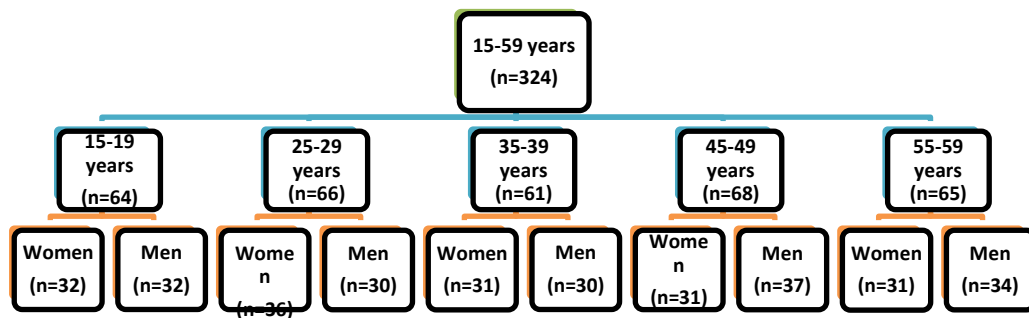 15-59 years
(n=324)
15-19
years
(n=64)
25-29
years
(n=66)
35-39
years
(n=61)
45-49
years
(n=68)
55-59
years
(n=65)
Women
(n=32)
Men
(n=32)
Wome
n
(n=36)
Men
(n=30)
Women
(n=31)
Men
(n=30)
Wome
n
(n=31)
Men
(n=37)
Women
(n=31)
Men
(n=34)